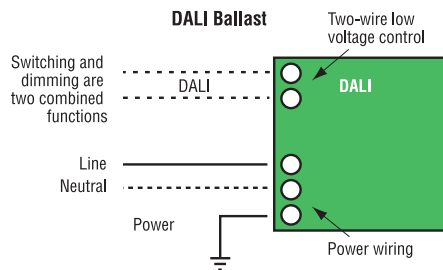 DALI Ballast
Two-wire low
voltage control
Switching and
dimming are
two combined
functions
DALI
DALI
Line
Neutral
Power
Power wiring